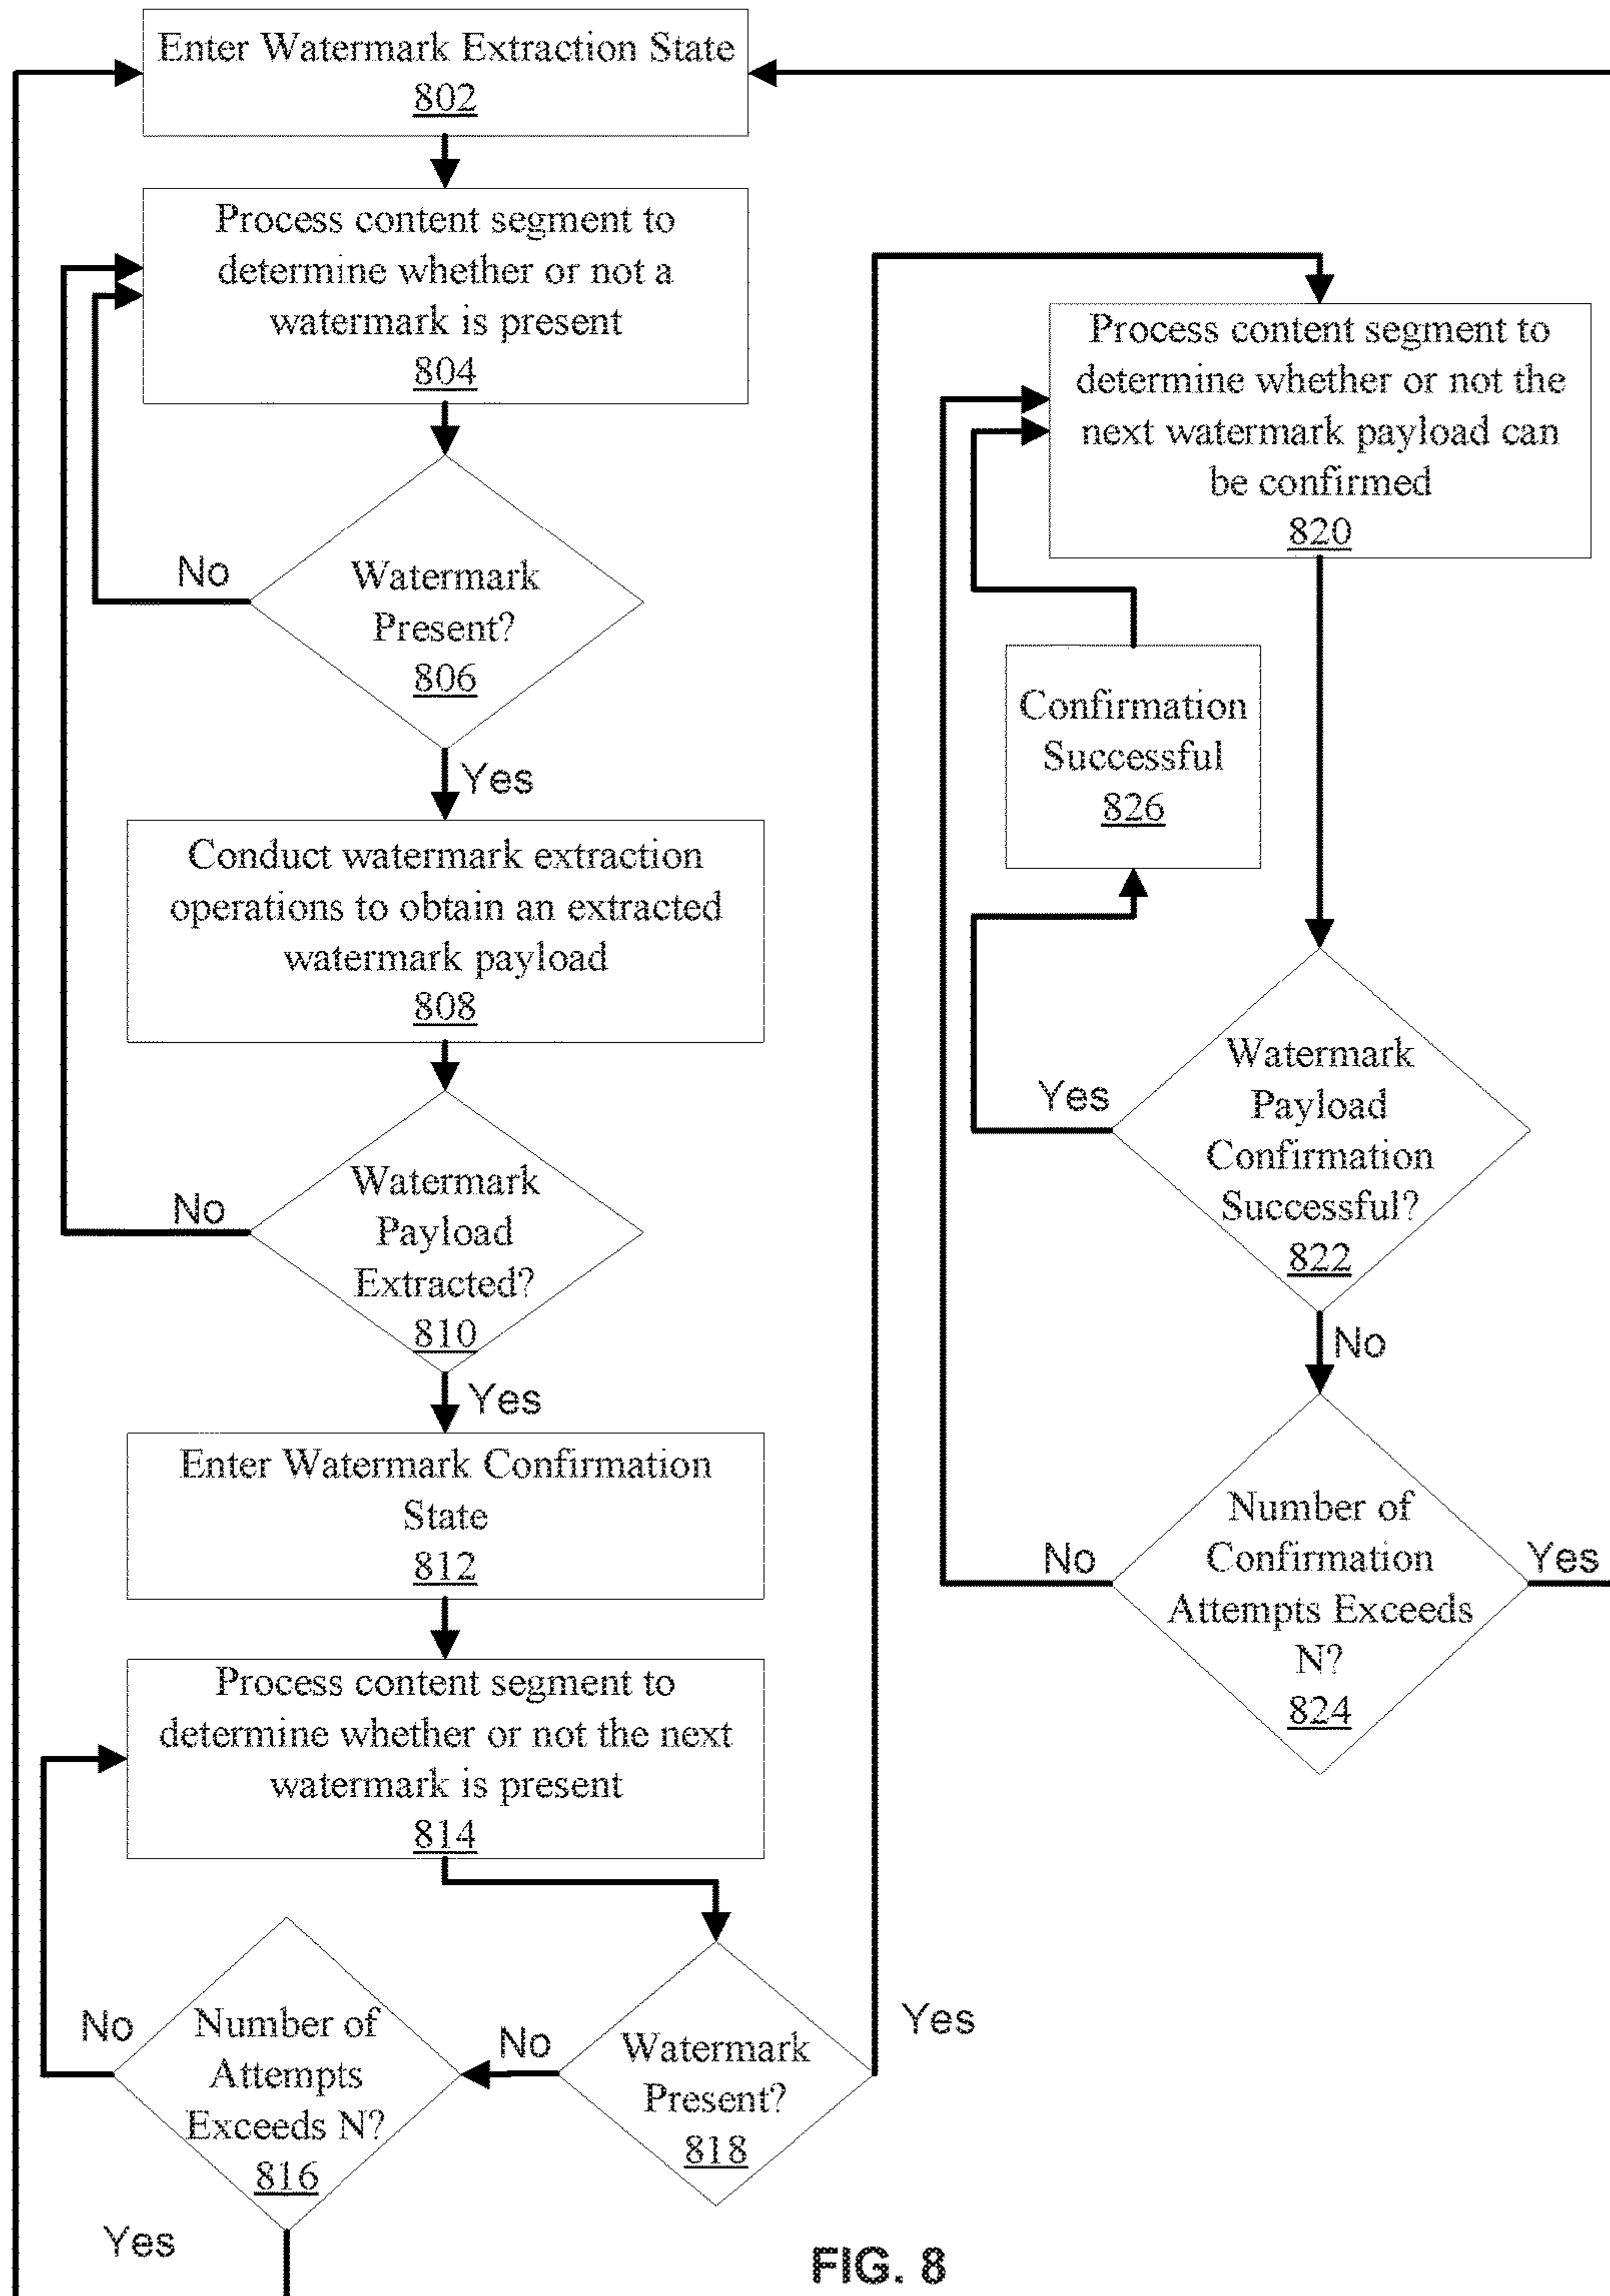 Enter Watermark Extraction State
802
Process content segment to
determine whether or not a
watermark is present
804
No
Watermark
Present?
806
Yes
Conduct watermark extraction
operations to obtain an extracted
watermark payload
808
No
Watermark
Payload
Extracted?
810
Yes
Enter Watermark Confirmation
State
812
Process content segment to
determine whether or not the next
watermark is present
814
No
Number of
Attempts
Exceeds N?
816
Yes
No
Watermark
Present?
818
Yes
Process content segment to
determine whether or not the
next watermark payload can
be confirmed
820
Confirmation
Successful
826
Yes
Watermark
Payload
Confirmation
Successful?
822
No
No
Number of
Confirmation
Attempts Exceeds
N?
824
Yes
FIG. 8